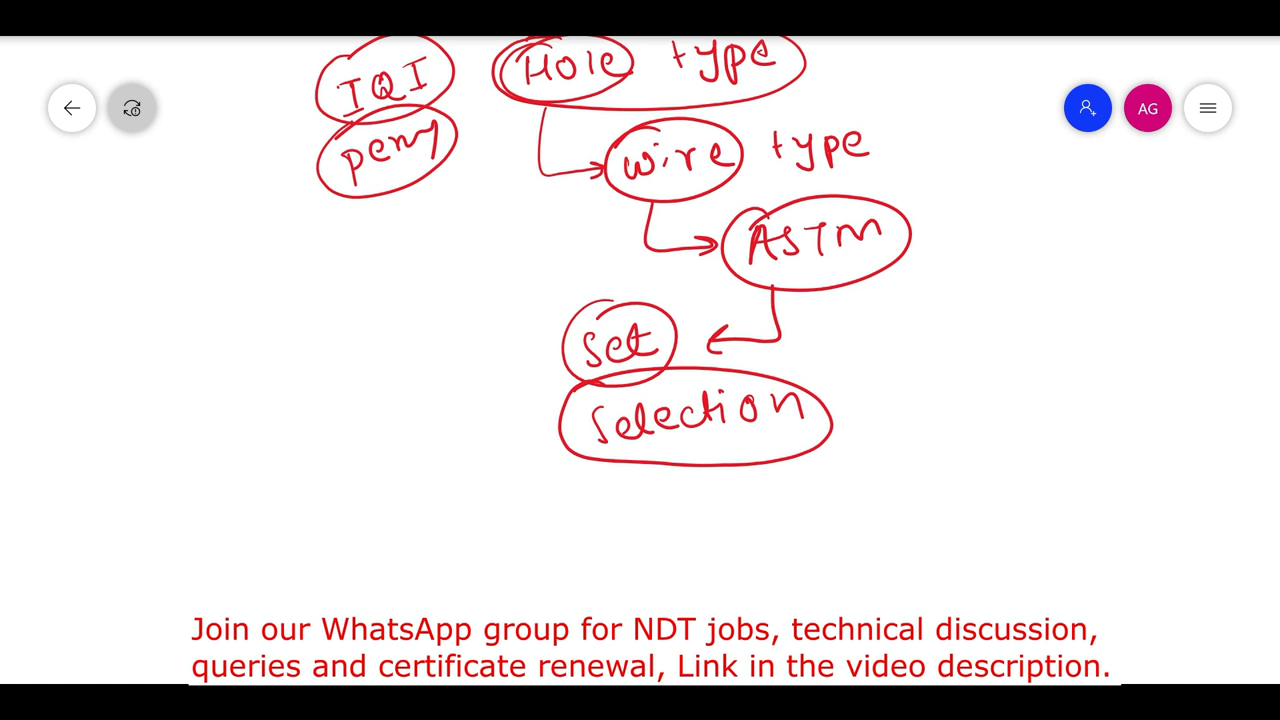 IQI Hole type
peny
wire type
ASTM
set
Selection
AG
Join our WhatsApp group for NDT jobs, technical discussion,
queries and certificate renewal, Link in the video description.